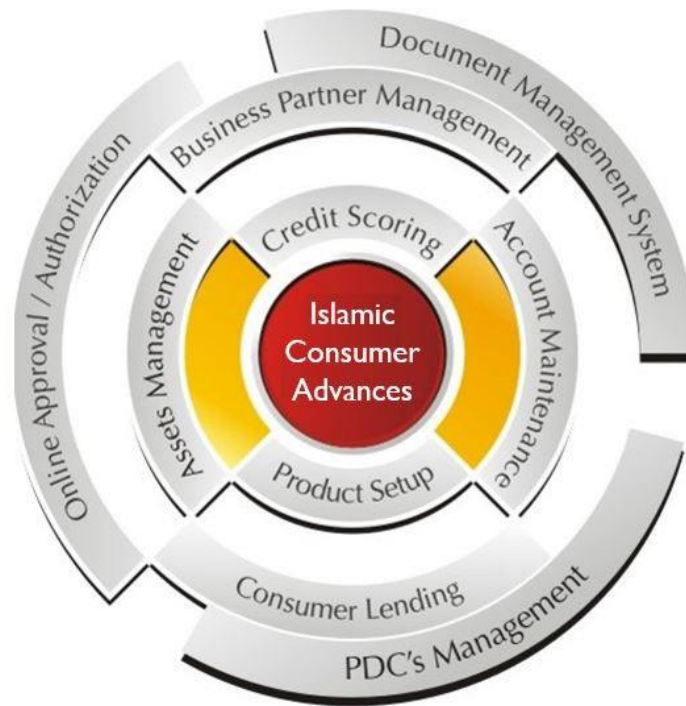 Document Management System
Business Partner Management
Online Approval / Authorization
Credit Scoring
Assets Management
Account Maintenance
Islamic
Consumer
Advances
Product Setup
Consumer Lending
PDC's Management